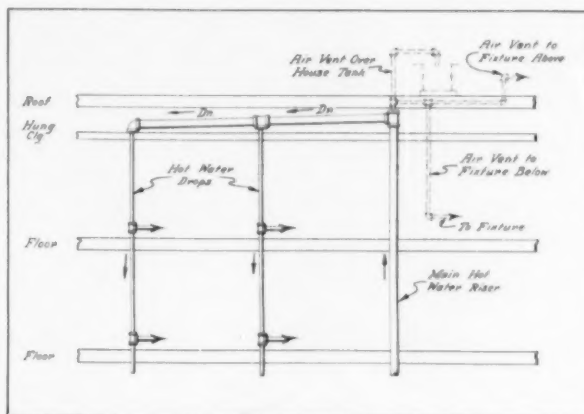 Air Vent Over
House Tank
Air Vent to
Fixture Above
Roof
Dn
Dn
Hung
Clg
Hot Water
Drops
Air Vent to
Fixture Below
To Fixture
Floor
Main Hot
Water Riser
Floor